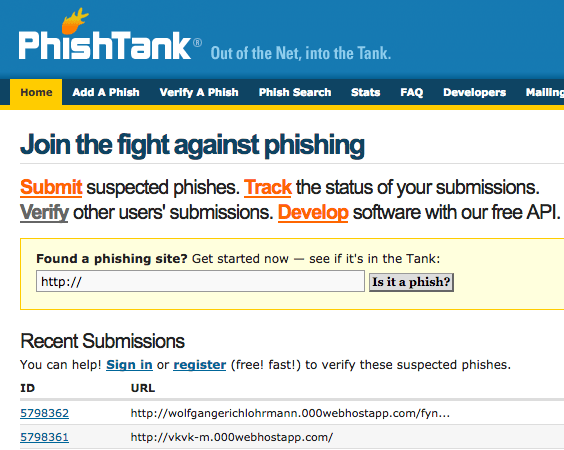 PhishTank® Out of the Net, into the Tank.
Home Add A Phish Verify A Phish Phish Search Stats FAQ Developers Mailing
Join the fight against phishing
Submit suspected phishes. Track the status of your submissions.
Verify other users' submissions. Develop software with our free API.
Found a phishing site? Get started now — see if it's in the Tank:
http:// Is it a phish?
Recent Submissions
You can help! Sign in or register (free! fast!) to verify these suspected phishes.
ID URL
5798362 http://wolfgangerichlohrmann.000webhostapp.com/fyn...
5798361 http://vkvk-m.000webhostapp.com/